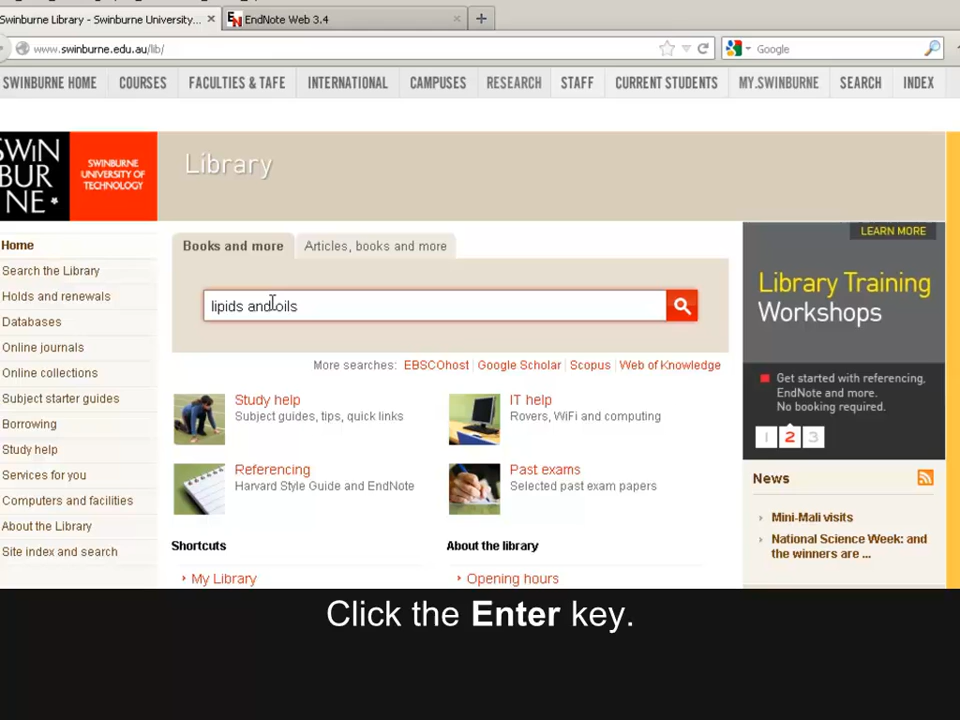 Swinburne Library - Swinburne University...
EndNote Web 3.4
www.swinburne.edu.au/lib/
Google
SWINBURNE HOME COURSES FACULTIES & TAFE INTERNATIONAL CAMPUSES RESEARCH STAFF CURRENT STUDENTS MY.SWINBURNE SEARCH INDEX
SWIN
BUR
NE
SWINBURNE
UNIVERSITY OF
TECHNOLOGY
Library
Home
Search the Library
Holds and renewals
Databases
Online journals
Online collections
Subject starter guides
Borrowing
Study help
Services for you
Computers and facilities
About the Library
Site index and search
Books and more
Articles, books and more
lipids and oils
More searches: EBSCOhost Google Scholar Scopus Web of Knowledge
Study help
Subject guides, tips, quick links
IT help
Rovers, WiFi and computing
Referencing
Harvard Style Guide and EndNote
Past exams
Selected past exam papers
Shortcuts
My Library
About the library
Opening hours
LEARN MORE
Library Training
Workshops
Get started with referencing,
EndNote and more.
No booking required.
1 2 3
News
Mini-Mali visits
National Science Week: and
the winners are ...
Click the Enter key.